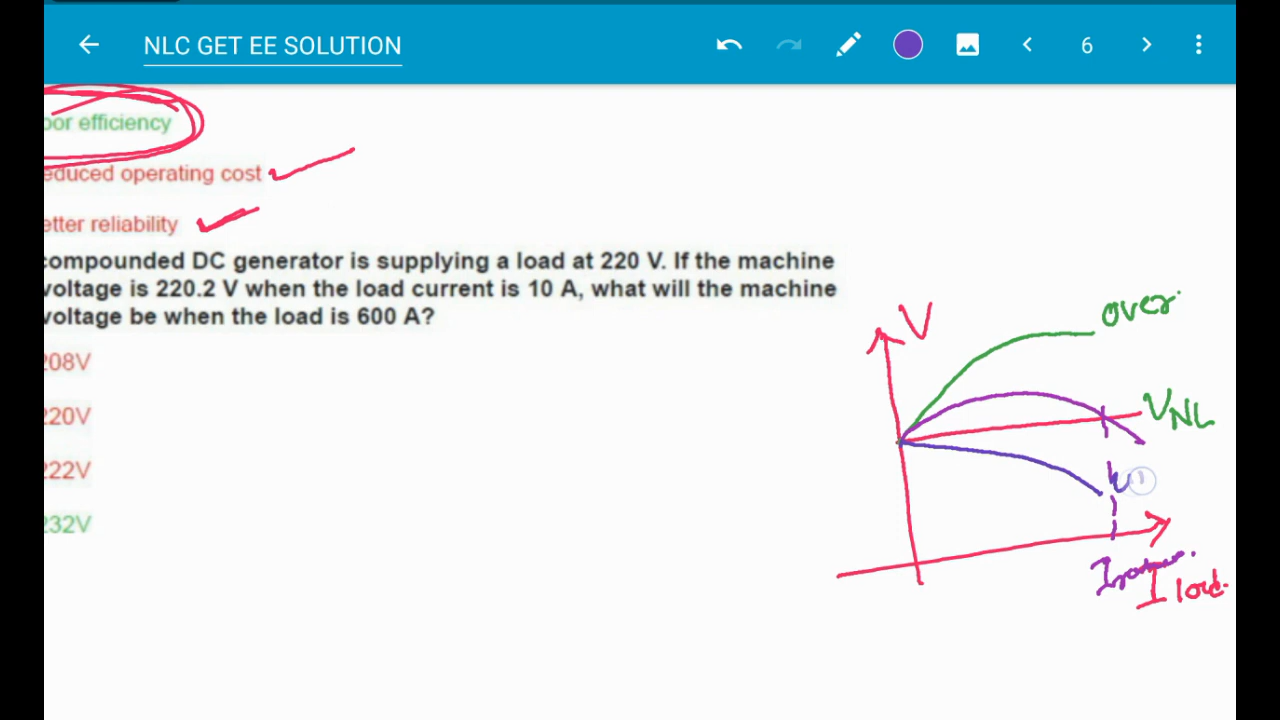 NLC GET EE SOLUTION
6
oor efficiency
educed operating cost
etter reliability
compounded DC generator is supplying a load at 220 V. If the machine
voltage is 220.2 V when the load current is 10 A, what will the machine
voltage be when the load is 600 A?
208V
220V
222V
232V
V
over
VNL
I load.